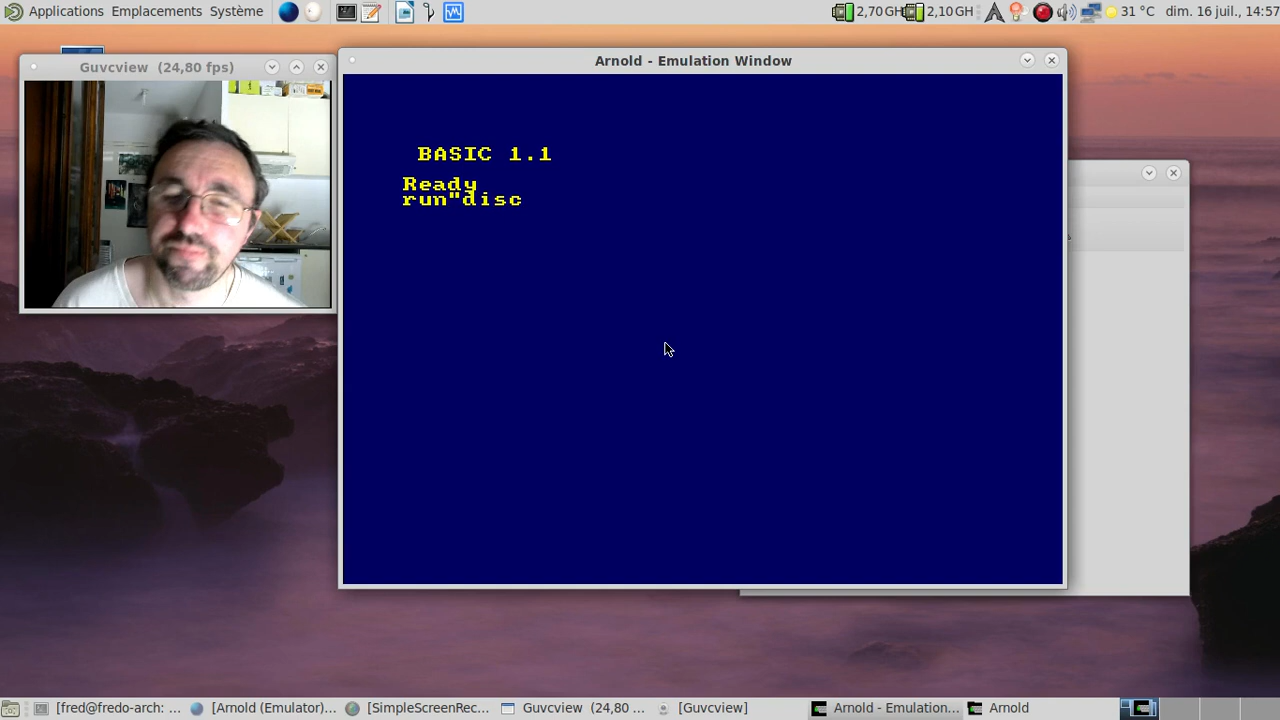 Applications Emplacements Système
2,70 GH 2,10 GH 31 °C dim. 16 juil., 14:57
Guvcview (24,80 fps)
Arnold - Emulation Window
BASIC 1.1
Ready
run"disc
[fred@fredo-arch: ... [Arnold (Emulator)... [SimpleScreenRec... Guvcview (24,80 ... [Guvcview] Arnold - Emulation... Arnold